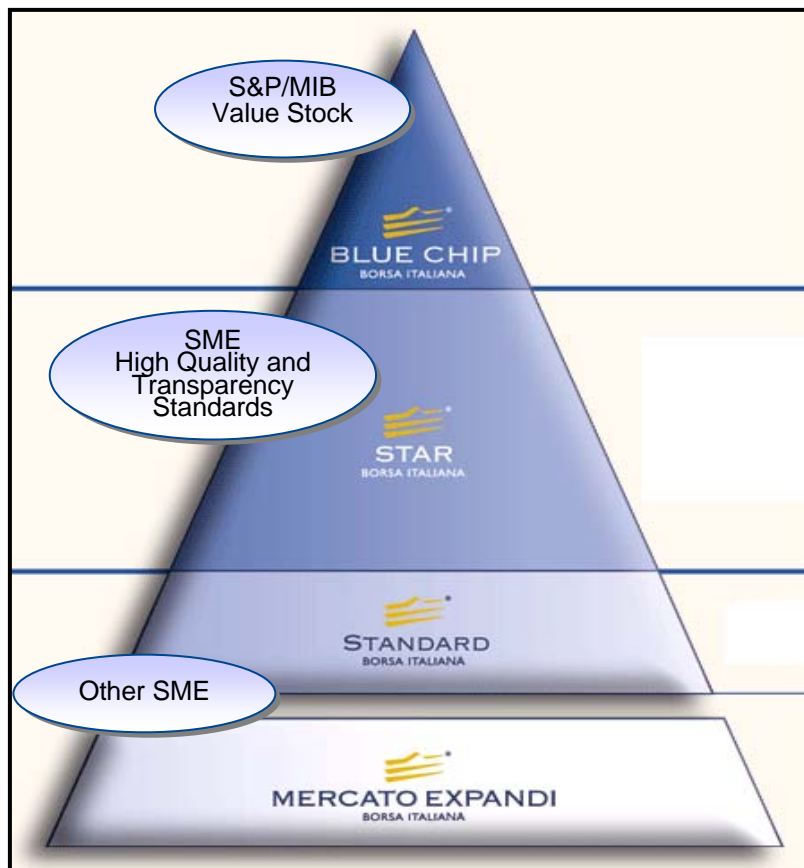 S&P/MIB
Value Stock
BLUE CHIP
BORSA ITALIANA
SME
High Quality and
Transparency
Standards
STAR
BORSA ITALIANA
STANDARD
BORSA ITALIANA
Other SME
MERCATO EXPANDI
BORSA ITALIANA